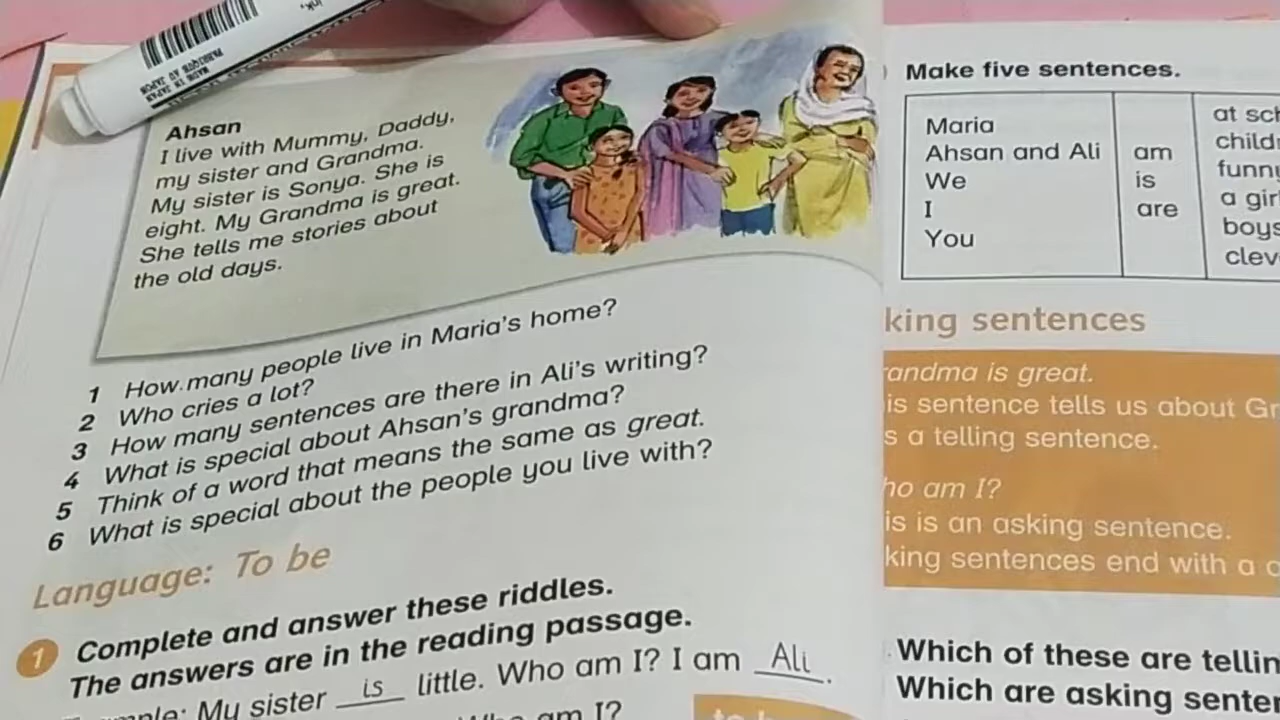 Ahsan
I live with Mummy, Daddy,
my sister and Grandma.
My sister is Sonya. She is
eight. My Grandma is great.
She tells me stories about
the old days.
1 How many people live in Maria's home?
2 Who cries a lot?
3 How many sentences are there in Ali's writing?
4 What is special about Ahsan's grandma?
5 Think of a word that means the same as great.
6 What is special about the people you live with?
Language: To be
1 Complete and answer these riddles.
The answers are in the reading passage.
My sister is little. Who am I? I am Ali.
am I?
Make five sentences.
Maria
Ahsan and Ali
We
I
You
am
is
are
at
funny
a
boys
king sentences
andma is great.
is sentence tells us about
s a telling sentence.
ho am I?
is is an asking sentence.
king sentences end with a
Which of these are
Which are asking